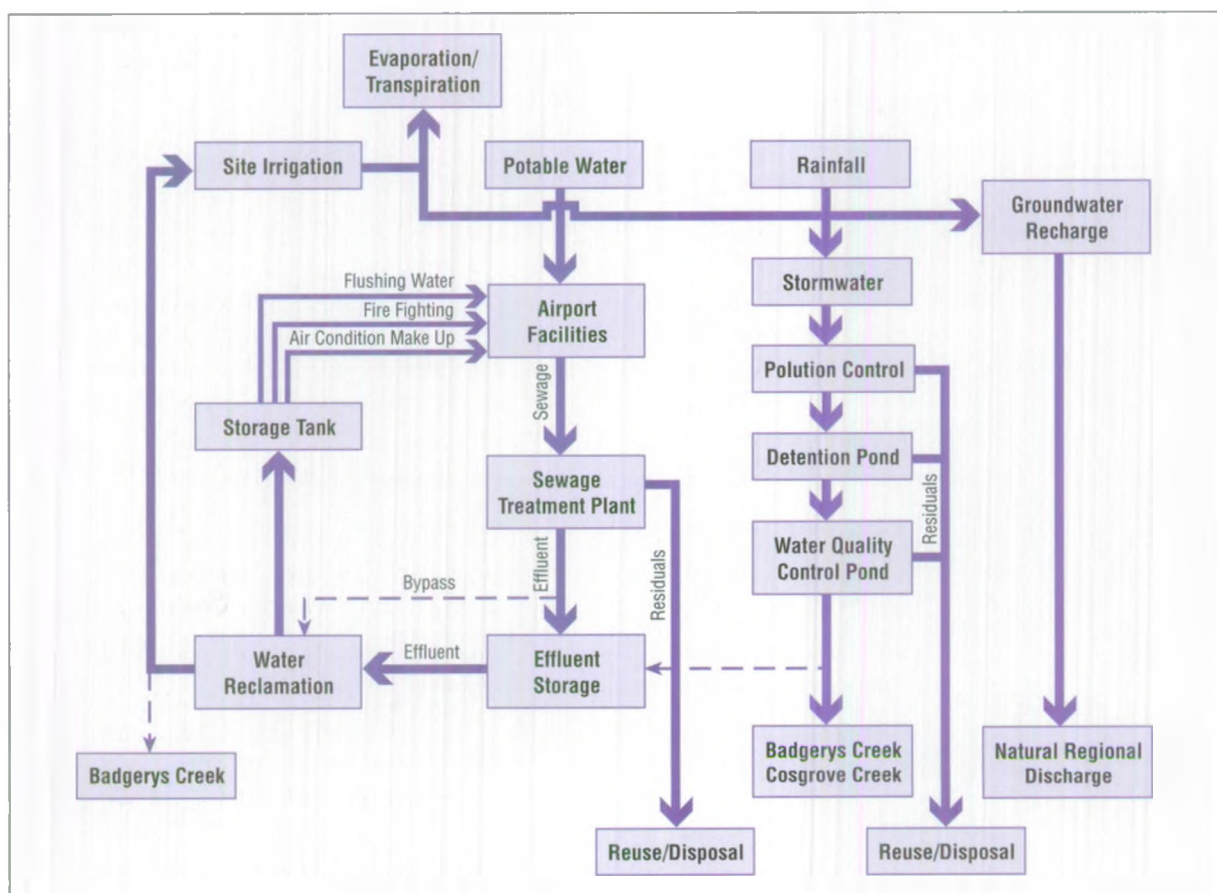 Evaporation/
Transpiration
Site Irrigation
Potable Water
Rainfall
Groundwater
Recharge
Flushing Water
Fire Fighting
Air Condition Make Up
Airport
Facilities
Stormwater
Polution Control
Sewage
Storage Tank
Detention Pond
Sewage
Treatment Plant
Residuals
Water Quality
Control Pond
Effluent
Bypass
Residuals
Water
Reclamation
Effluent
Effluent
Storage
Badgerys Creek
Badgerys Creek
Cosgrove Creek
Natural Regional
Discharge
Reuse/Disposal
Reuse/Disposal